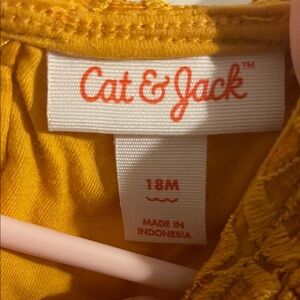 Cat & Jack™
18M
MADE IN
INDONESIA